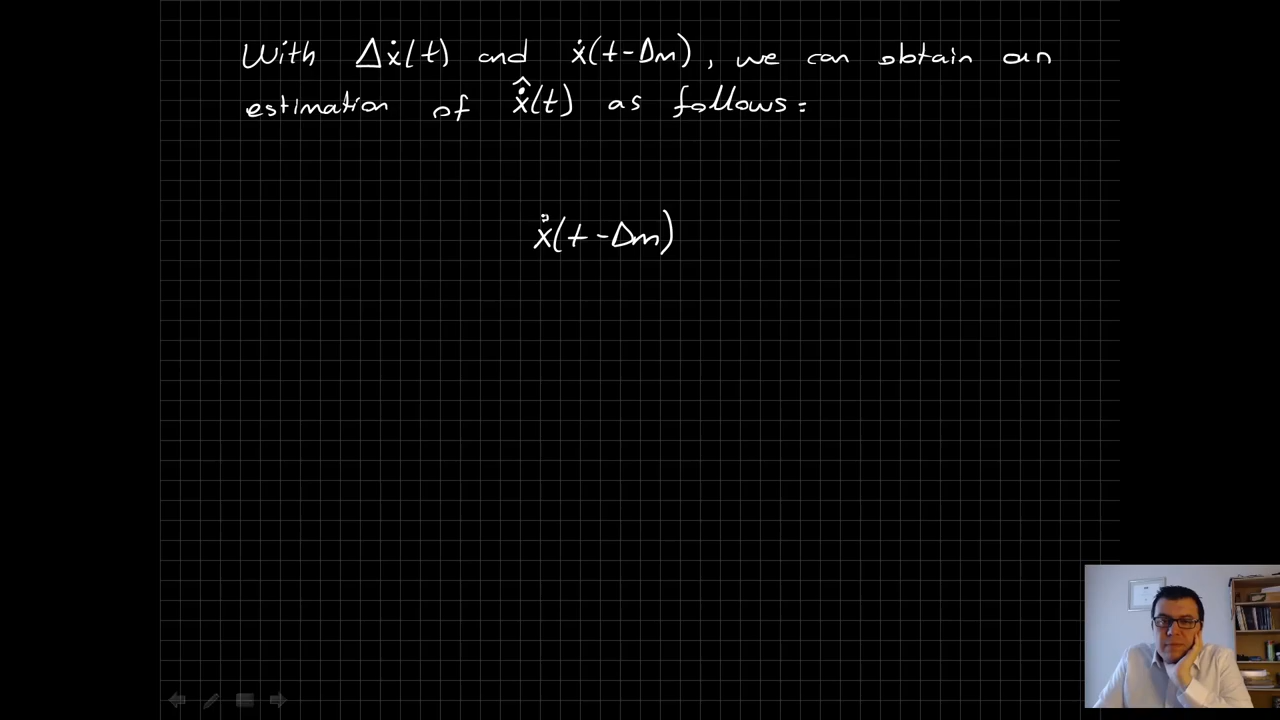 With Δẋ(t) and ẋ(t-Δm), we can obtain an
estimation of ẋ̂(t) as follows:
ẋ(t-Δm)